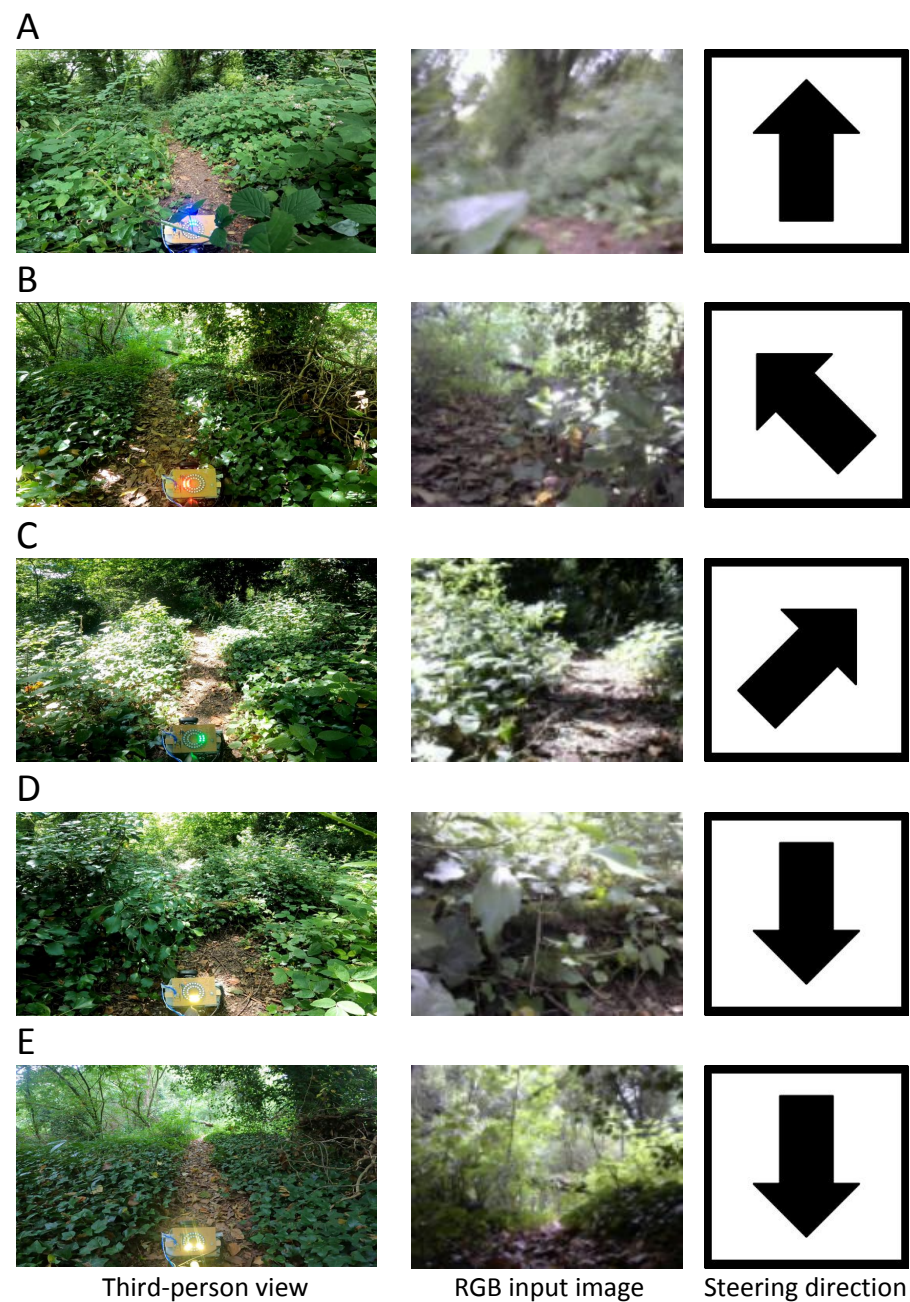 A
B
C
D
E
Third-person view
RGB input image
Steering direction